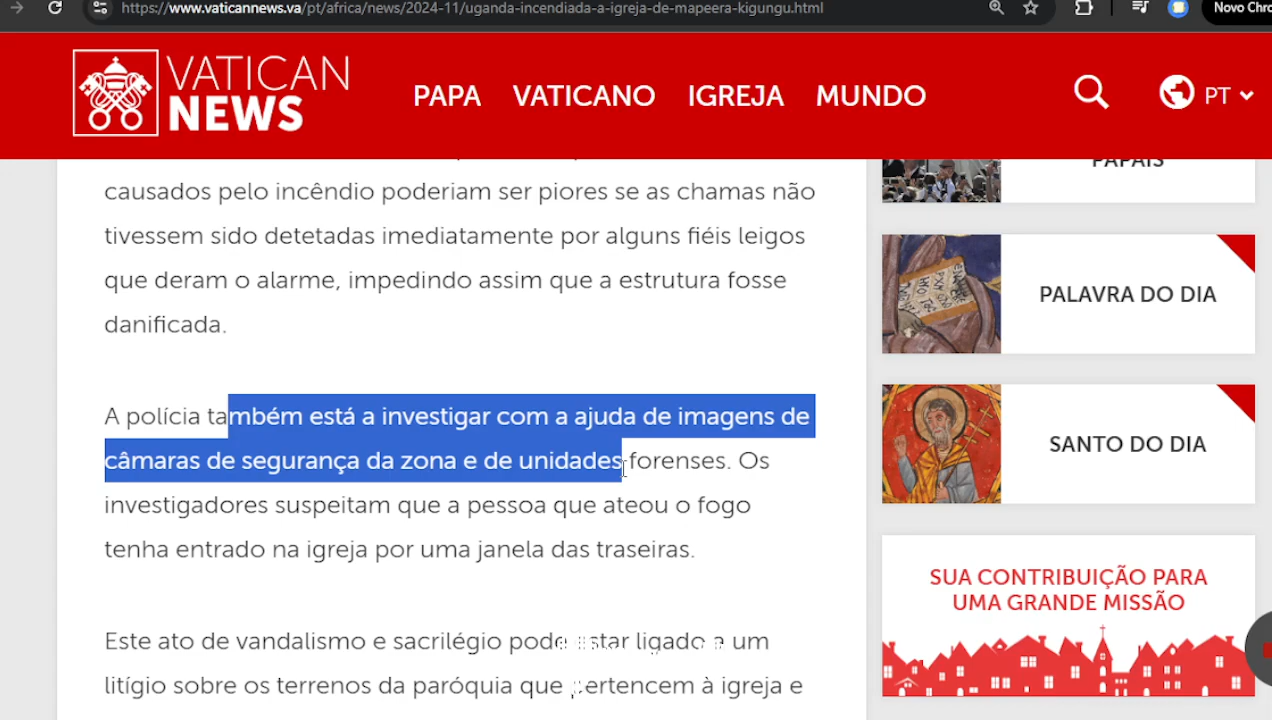 https://www.vaticannews.va/pt/africa/news/2024-11/uganda-incendiada-a-igreja-de-mapeera-kigungu.html
Novo Chro
VATICAN
NEWS
PAPA VATICANO IGREJA MUNDO
PT
causados pelo incêndio poderiam ser piores se as chamas não
tivessem sido detetadas imediatamente por alguns fiéis leigos
que deram o alarme, impedindo assim que a estrutura fosse
danificada.
A polícia também está a investigar com a ajuda de imagens de
câmaras de segurança da zona e de unidades forenses. Os
investigadores suspeitam que a pessoa que ateou o fogo
tenha entrado na igreja por uma janela das traseiras.
Este ato de vandalismo e sacrilégio pode estar ligado a um
litígio sobre os terrenos da paróquia que pertencem à igreja e
PAPAIS
PALAVRA DO DIA
SANTO DO DIA
SUA CONTRIBUIÇÃO PARA
UMA GRANDE MISSÃO